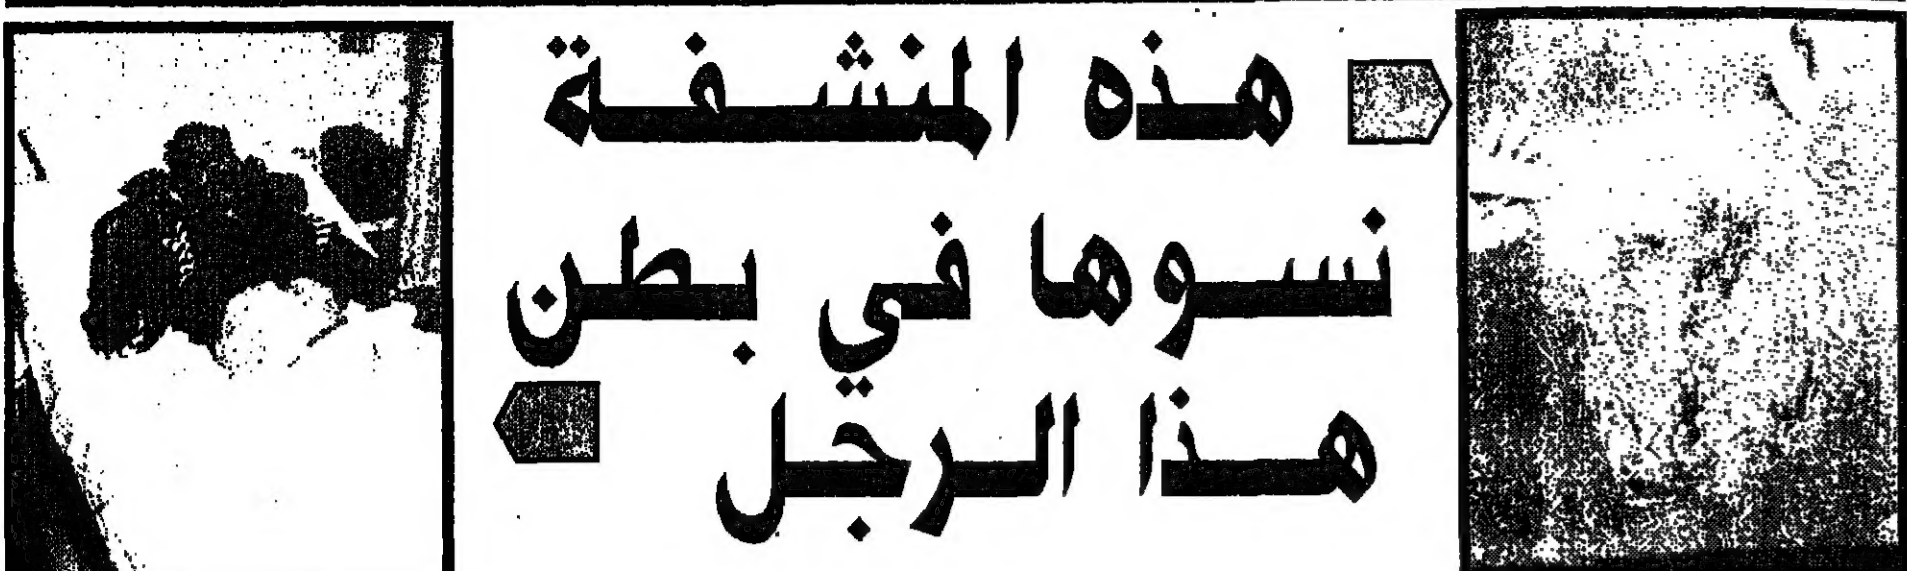 هذه المنشفة
نسوها في بطن
هذا الرجل